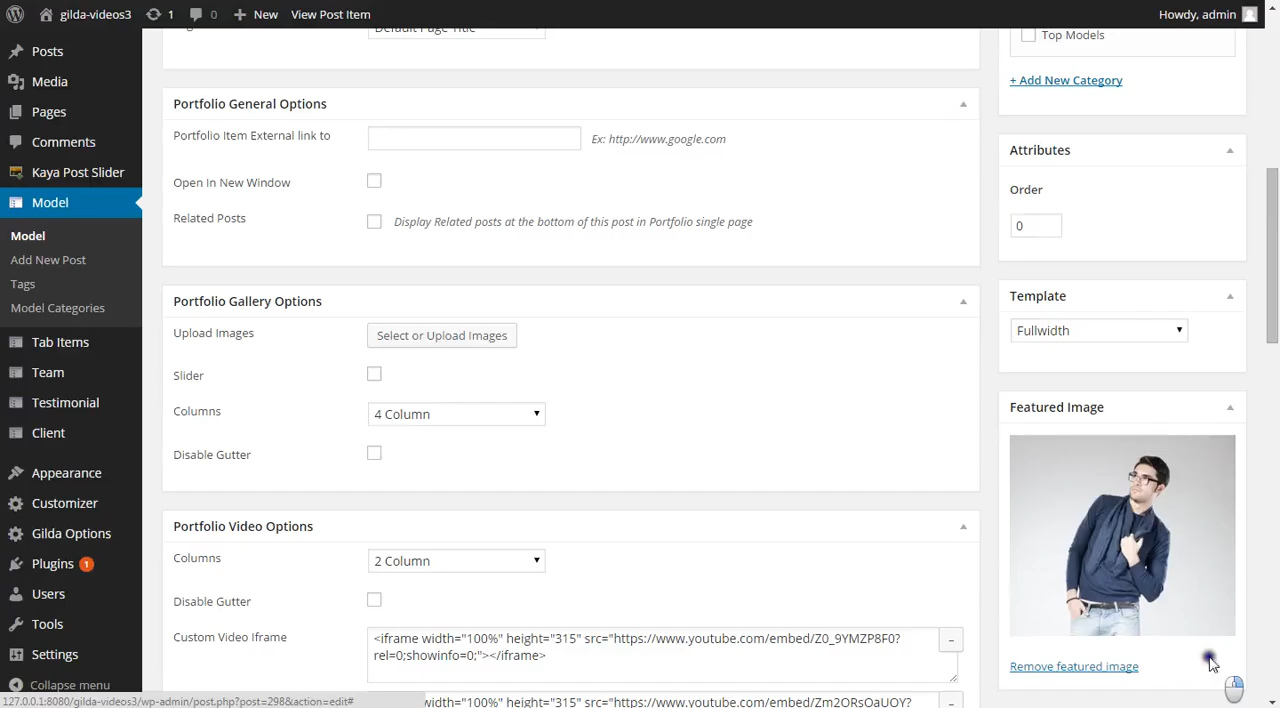 gilda-videos3 1 0 New View Post Item Howdy, admin
Posts
Media
Pages
Comments
Kaya Post Slider
Model
Model
Add New Post
Tags
Model Categories
Tab Items
Team
Testimonial
Client
Appearance
Customizer
Gilda Options
Plugins 1
Users
Tools
Settings
Collapse menu
127.0.0.1:8080/gilda-videos3/wp-admin/post.php?post=298&action=edit#
Default Page Title
Portfolio General Options
Portfolio Item External link to Ex: http://www.google.com
Open In New Window
Related Posts Display Related posts at the bottom of this post in Portfolio single page
Portfolio Gallery Options
Upload Images Select or Upload Images
Slider
Columns 4 Column
Disable Gutter
Portfolio Video Options
Columns 2 Column
Disable Gutter
Custom Video Iframe <iframe width="100%" height="315" src="https://www.youtube.com/embed/Z0_9YMZP8F0?
rel=0;showinfo=0;"></iframe> –
width="100%" height="315" src="https://www.youtube.com/embed/Zm2ORsOaUOY? –
Top Models
+ Add New Category
Attributes
Order
0
Template
Fullwidth
Featured Image
Remove featured image